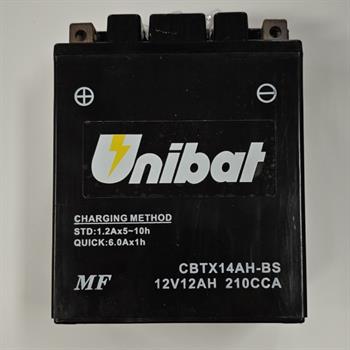 Unibat
CHARGING METHOD
STD:1.2Ax5~10h
QUICK:6.0Ax1h
MF
CBTX14AH-BS
12V12AH 210CCA